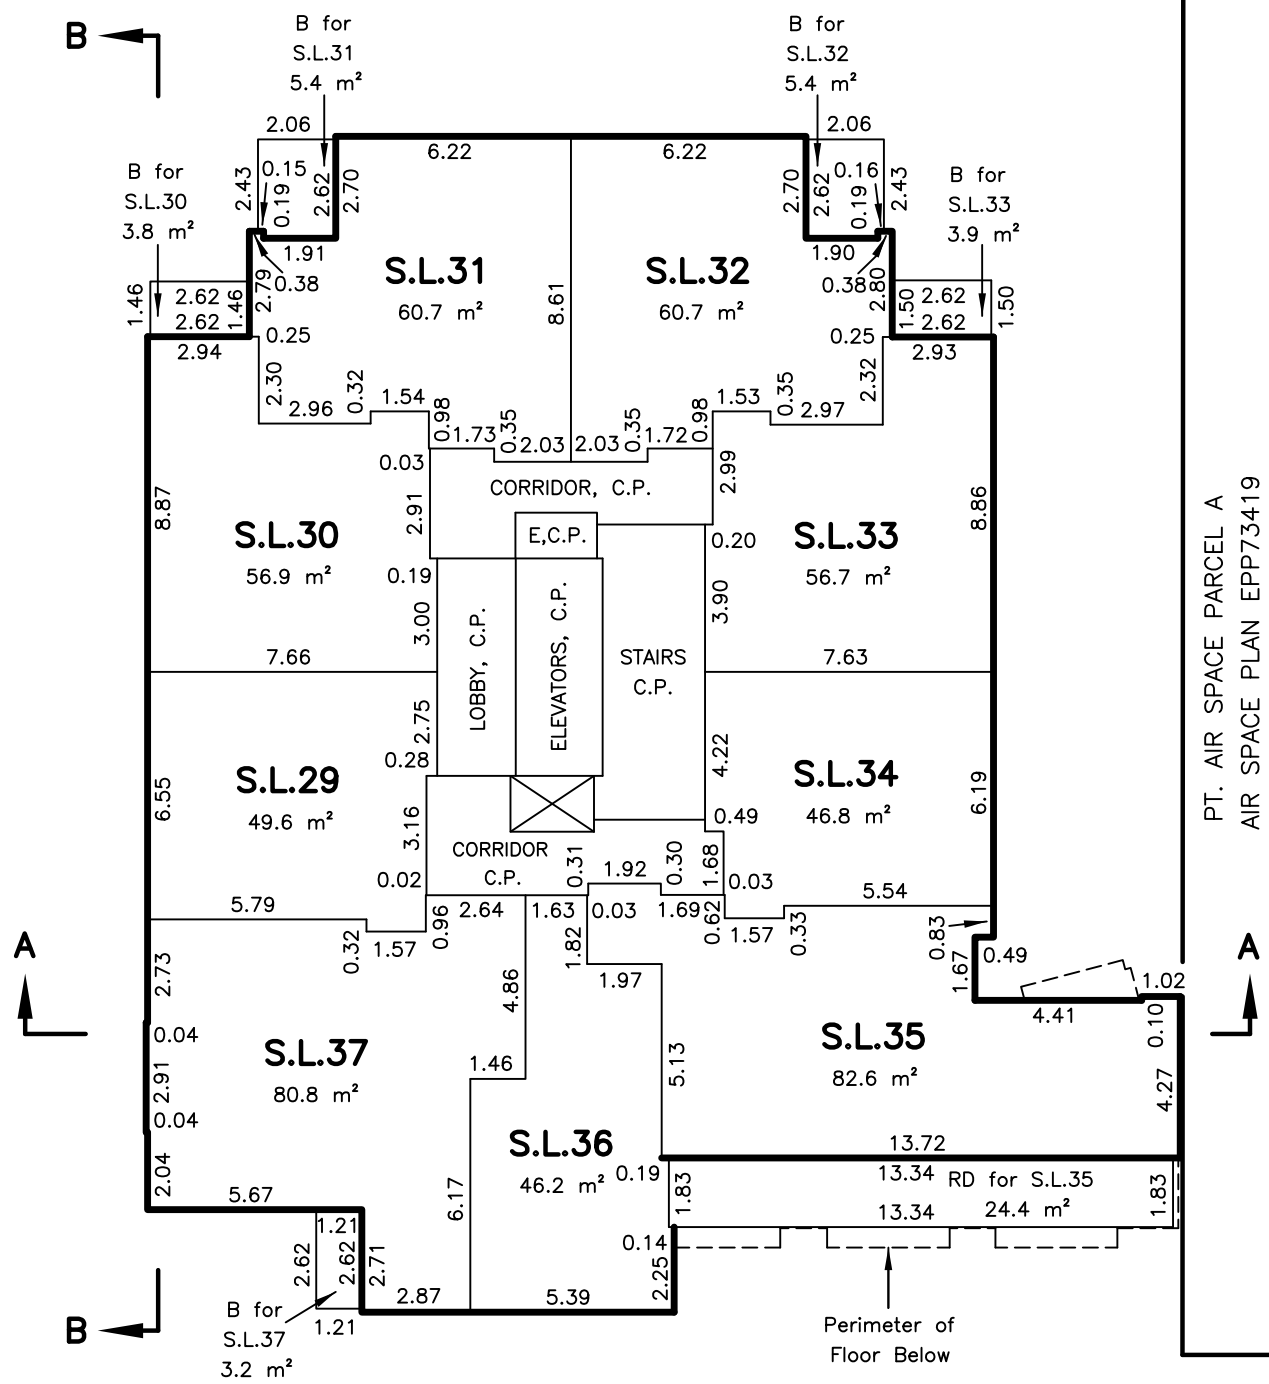 B
B for
S.L.31
5.4 m²
B for
S.L.32
5.4 m²
2.06
2.06
6.22
6.22
B for
S.L.30
3.8 m²
B for
S.L.33
3.9 m²
2.43
0.15
0.19
2.62
2.70
2.70
2.62
0.16
0.19
2.43
1.91
1.90
0.38
0.38
S.L.31
60.7 m²
S.L.32
60.7 m²
8.61
1.46
2.62
2.62
1.46
2.79
2.80
1.50
2.62
2.62
1.50
2.94
0.25
0.25
2.93
2.30
2.96
0.32
1.54
0.98
1.73
0.35
2.03
2.03
0.35
1.72
0.98
1.53
0.35
2.97
2.32
0.03
2.91
CORRIDOR, C.P.
2.99
8.87
S.L.30
56.9 m²
E,C.P.
0.20
S.L.33
56.7 m²
8.86
0.19
3.00
LOBBY, C.P.
ELEVATORS, C.P.
STAIRS
C.P.
3.90
7.66
7.63
PT. AIR SPACE PARCEL A
AIR SPACE PLAN EPP73419
2.75
0.28
4.22
6.55
S.L.29
49.6 m²
S.L.34
46.8 m²
6.19
3.16
0.49
CORRIDOR
C.P.
0.02
0.31
1.92
0.30
1.68
0.03
5.79
5.54
0.32
1.57
0.96
2.64
1.63
0.03
1.69
0.62
1.57
0.33
0.83
0.49
A
A
2.73
1.82
1.97
1.67
1.02
4.86
4.41
0.10
0.04
2.91
0.04
S.L.37
80.8 m²
1.46
5.13
S.L.35
82.6 m²
4.27
S.L.36
46.2 m²
13.72
2.04
5.67
6.17
0.19
1.83
13.34
RD for S.L.35
24.4 m²
13.34
1.83
1.21
2.62
2.62
2.71
0.14
2.25
2.87
5.39
1.21
B for
S.L.37
3.2 m²
B
Perimeter of
Floor Below